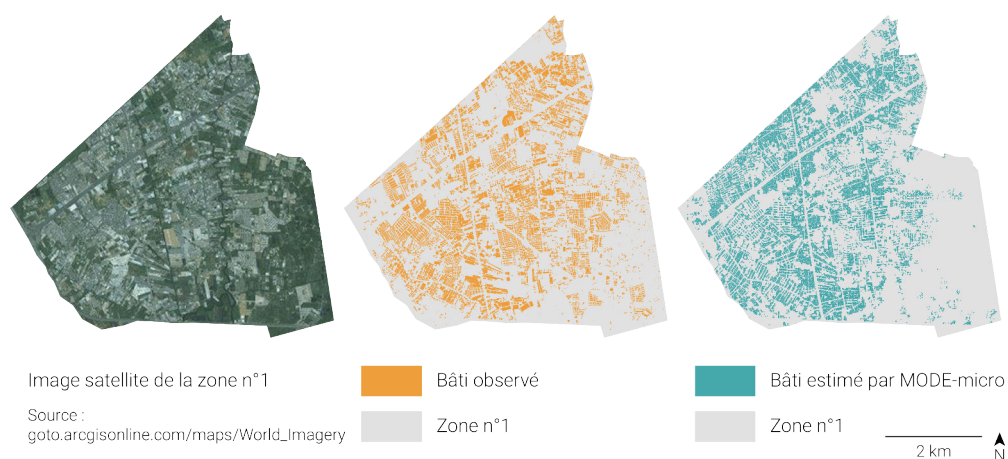 Image satellite de la zone n°1
Source :
goto.arcgisonline.com/maps/World_Imagery
Bâti observé
Zone n°1
Bâti estimé par MODE-micro
Zone n°1
2 km
N